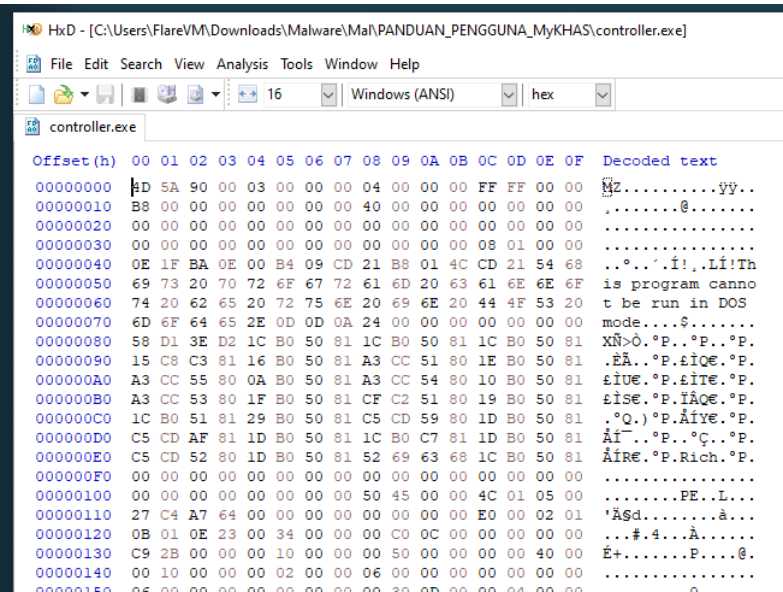 HxD - [C:\Users\FlareVM\Downloads\Malware\Mal\PANDUAN_PENGGUNA_MyKHAS\controller.exe]
File Edit Search View Analysis Tools Window Help
16 Windows (ANSI) hex
controller.exe
Offset(h) 00 01 02 03 04 05 06 07 08 09 0A 0B 0C 0D 0E 0F Decoded text
00000000 4D 5A 90 00 03 00 00 00 04 00 00 00 FF FF 00 00 MZ..........ÿÿ..
00000010 B8 00 00 00 00 00 00 00 40 00 00 00 00 00 00 00 ¸.......@.......
00000020 00 00 00 00 00 00 00 00 00 00 00 00 00 00 00 00 ................
00000030 00 00 00 00 00 00 00 00 00 00 00 00 08 01 00 00 ................
00000040 0E 1F BA 0E 00 B4 09 CD 21 B8 01 4C CD 21 54 68 ..º..´.Í!¸.LÍ!Th
00000050 69 73 20 70 72 6F 67 72 61 6D 20 63 61 6E 6E 6F is program canno
00000060 74 20 62 65 20 72 75 6E 20 69 6E 20 44 4F 53 20 t be run in DOS
00000070 6D 6F 64 65 2E 0D 0D 0A 24 00 00 00 00 00 00 00 mode....$.......
00000080 58 D1 3E D2 1C B0 50 81 1C B0 50 81 1C B0 50 81 XÑ>Ò.°P..°P..°P.
00000090 15 C8 C3 81 16 B0 50 81 A3 CC 51 80 1E B0 50 81 .ÈÃ..°P.£ÌQ€.°P.
000000A0 A3 CC 55 80 0A B0 50 81 A3 CC 54 80 10 B0 50 81 £ÌU€.°P.£ÌT€.°P.
000000B0 A3 CC 53 80 1F B0 50 81 CF C2 51 80 19 B0 50 81 £ÌS€.°P.ÏÂQ€.°P.
000000C0 1C B0 51 81 29 B0 50 81 C5 CD 59 80 1D B0 50 81 .°Q.)°P.ÅÍY€.°P.
000000D0 C5 CD AF 81 1D B0 50 81 1C B0 C7 81 1D B0 50 81 ÅÍ¯..°P..°Ç..°P.
000000E0 C5 CD 52 80 1D B0 50 81 52 69 63 68 1C B0 50 81 ÅÍR€.°P.Rich.°P.
000000F0 00 00 00 00 00 00 00 00 00 00 00 00 00 00 00 00 ................
00000100 00 00 00 00 00 00 00 00 50 45 00 00 4C 01 05 00 ........PE..L...
00000110 27 C4 A7 64 00 00 00 00 00 00 00 00 E0 00 02 01 'Ä§d........à...
00000120 0B 01 0E 23 00 34 00 00 00 C0 0C 00 00 00 00 00 ...#.4...À......
00000130 C9 2B 00 00 00 10 00 00 00 50 00 00 00 00 40 00 É+.......P....@.
00000140 00 10 00 00 00 02 00 00 06 00 00 00 00 00 00 00 ................